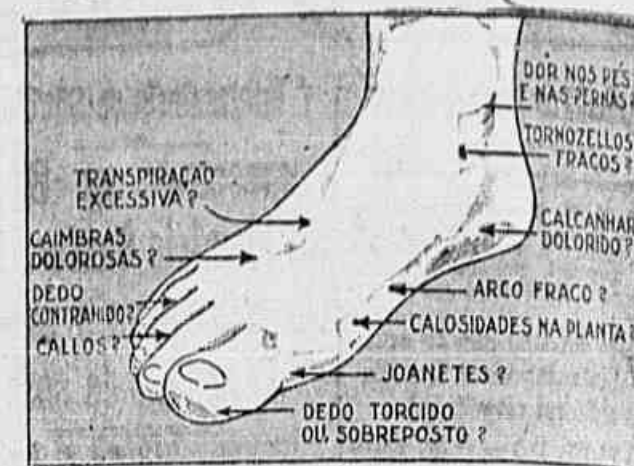 DÔR NOS PÉS
E NAS PERNAS
TORNOZELLOS
FRACOS?
TRANSPIRAÇÃO
EXCESSIVA?
CAIMBRAS
DOLOROSAS?
CALCANHAR
DOLORIDO?
DEDO
CONTRAHIDO?
CALLOS?
ARCO FRACO?
CALOSIDADES NA PLANTA?
JOANETES?
DEDO TORCIDO
OU SOBREPOSTO?